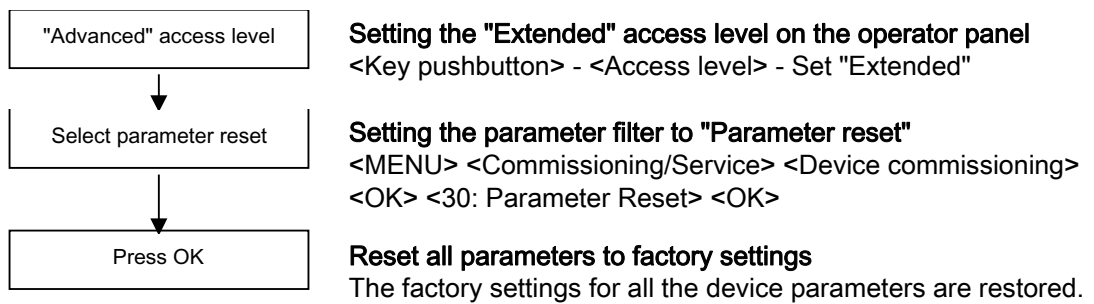 "Advanced" access level
Setting the "Extended" access level on the operator panel
<Key pushbutton> - <Access level> - Set "Extended"
Select parameter reset
Setting the parameter filter to "Parameter reset"
<MENU> <Commissioning/Service> <Device commissioning>
<OK> <30: Parameter Reset> <OK>
Press OK
Reset all parameters to factory settings
The factory settings for all the device parameters are restored.